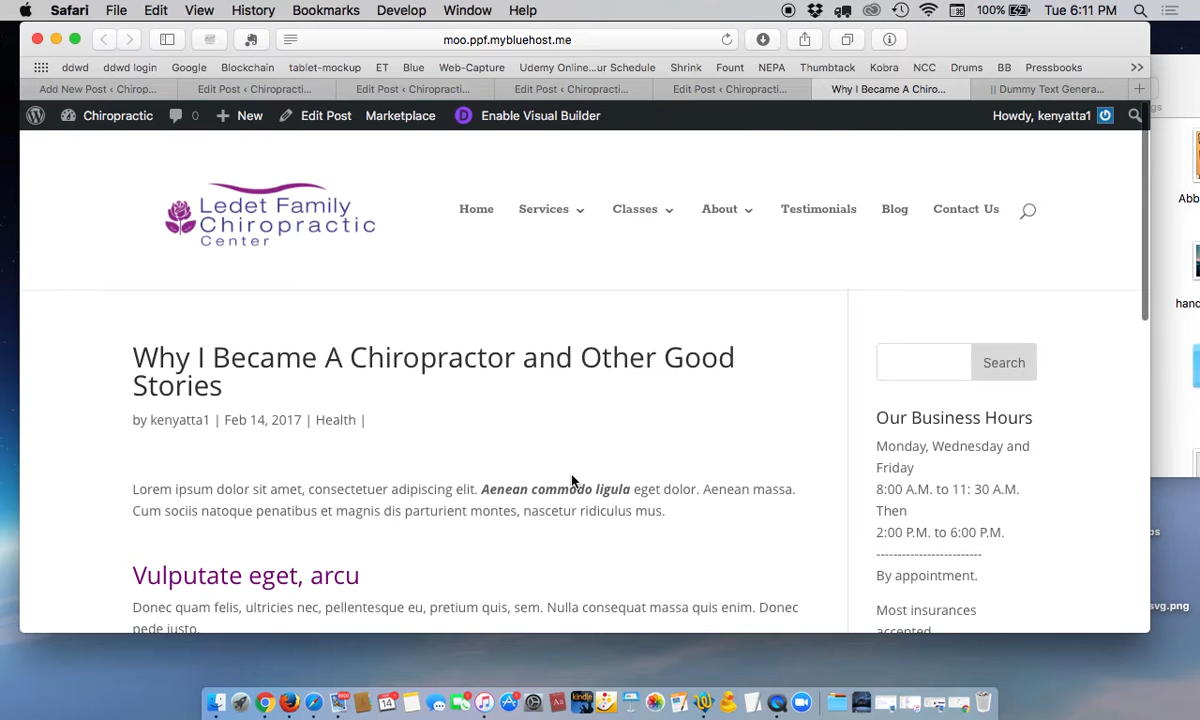 Safari File Edit View History Bookmarks Develop Window Help 100% Tue 6:11 PM
moo.ppf.mybluehost.me
ddwd ddwd login Google Blockchain tablet-mockup ET Blue Web-Capture Udemy Online...ur Schedule Shrink Fount NEPA Thumbtack Kobra NCC Drums BB Pressbooks
Add New Post ‹ Chirop... Edit Post ‹ Chiropracti... Edit Post ‹ Chiropracti... Edit Post ‹ Chiropracti... Edit Post ‹ Chiropracti... Why I Became A Chiro... || Dummy Text Genera...
Chiropractic 0 New Edit Post Marketplace D Enable Visual Builder Howdy, kenyatta1
Ledet Family
Chiropractic
Center
Home Services Classes About Testimonials Blog Contact Us
Why I Became A Chiropractor and Other Good
Stories
by kenyatta1 | Feb 14, 2017 | Health |
Lorem ipsum dolor sit amet, consectetuer adipiscing elit. Aenean commodo ligula eget dolor. Aenean massa.
Cum sociis natoque penatibus et magnis dis parturient montes, nascetur ridiculus mus.
Vulputate eget, arcu
Donec quam felis, ultricies nec, pellentesque eu, pretium quis, sem. Nulla consequat massa quis enim. Donec
pede justo.
Search
Our Business Hours
Monday, Wednesday and
Friday
8:00 A.M. to 11: 30 A.M.
Then
2:00 P.M. to 6:00 P.M.
------------------------
By appointment.
Most insurances
accepted
Abb
hand
svg.png